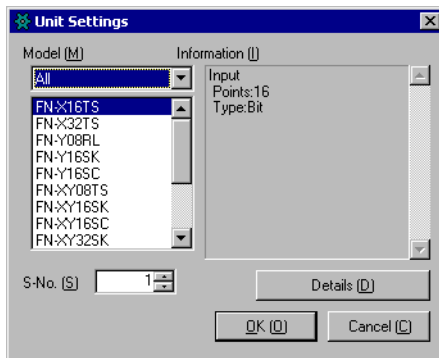 Unit Settings
Model (M) Information (I)
All
Input
Points:16
Type:Bit
FN-X16TS
FN-X32TS
FN-Y08RL
FN-Y16SK
FN-Y16SC
FN-XY08TS
FN-XY16SK
FN-XY16SC
FN-XY32SK
S-No. (S) 1
Details (D)
OK (O) Cancel (C)